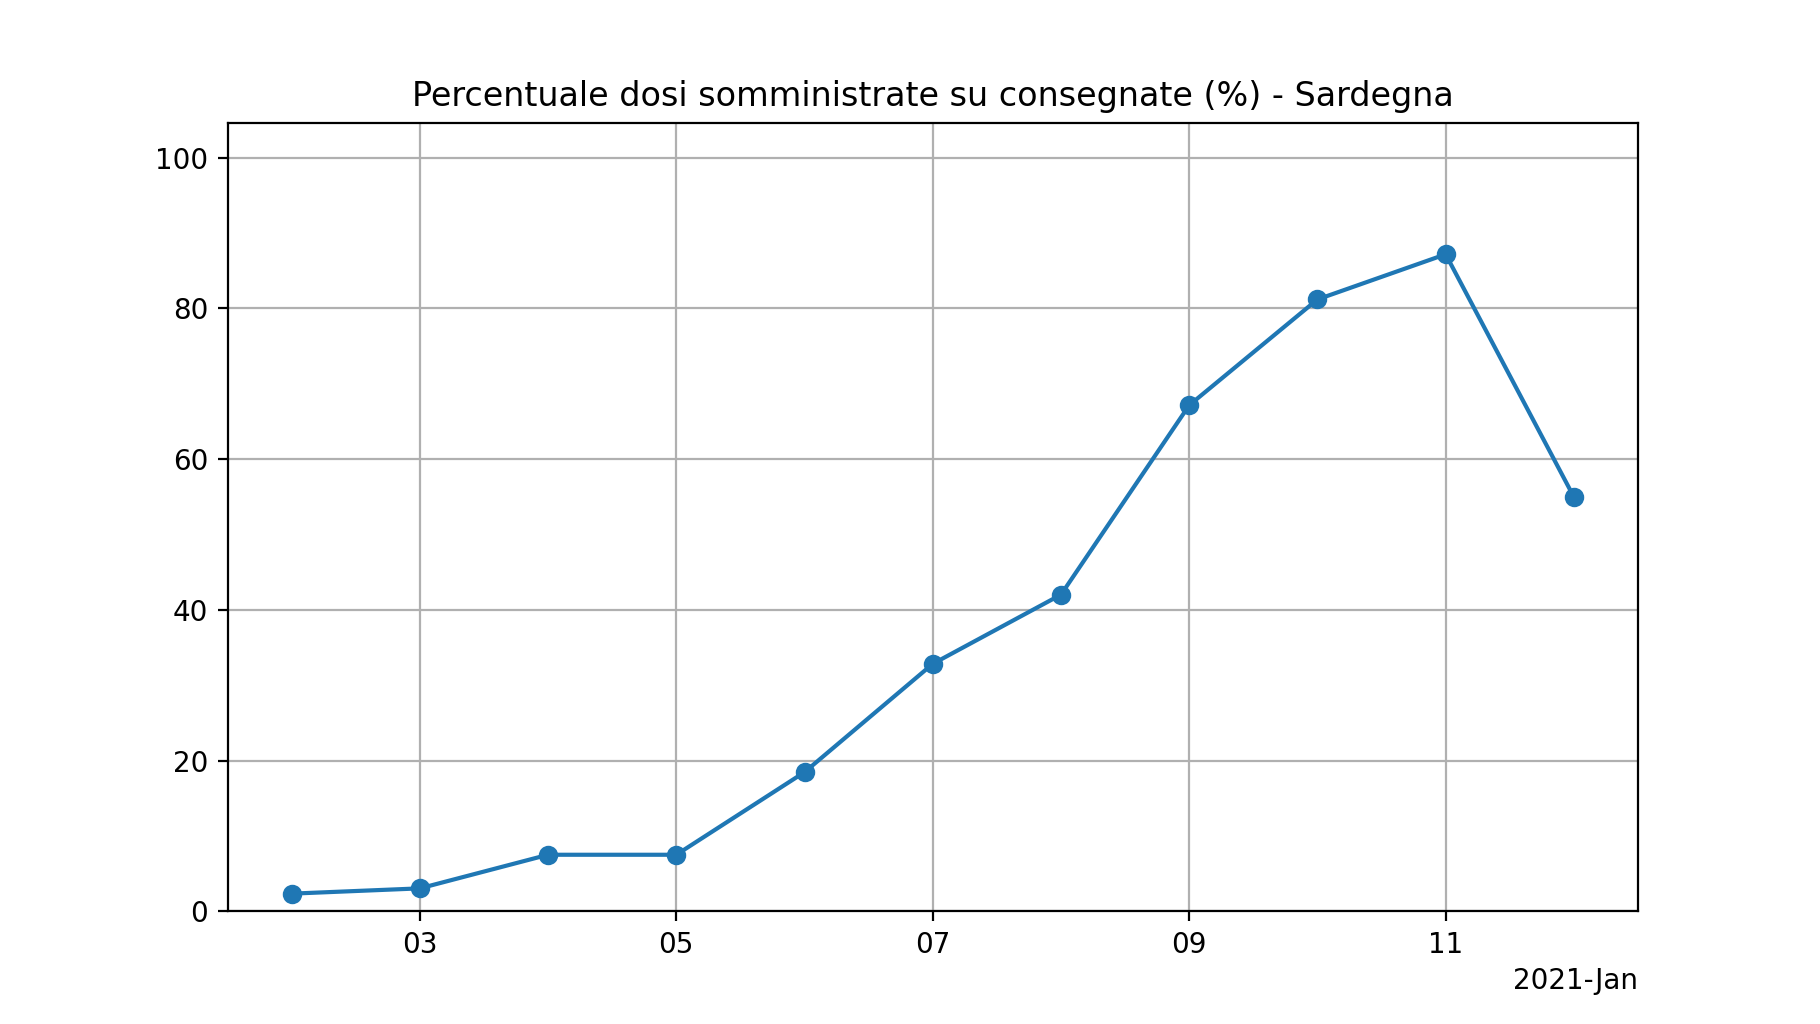 Percentuale dosi somministrate su consegnate (%) - Sardegna
100
80
60
40
20
0
03 05 07 09 11
2021-Jan